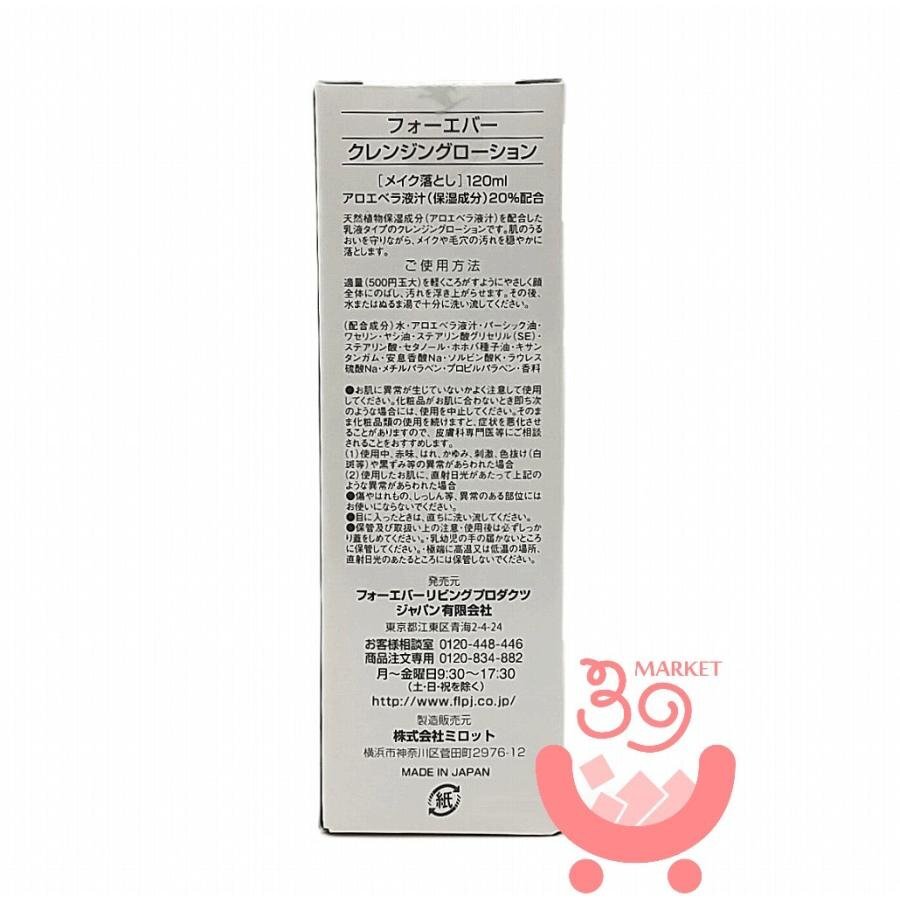 フォーエバー
クレンジングローション
[メイク落とし]120ml
アロエベラ液汁(保湿成分)20%配合
天然植物保湿成分(アロエベラ液汁)を配合した
乳液タイプのクレンジングローションです。肌のうる
おいを守りながら、メイクや毛穴の汚れを穏やかに
落とします。
ご使用方法
適量(500円玉大)を軽くころがすようにやさしく顔
全体にのばし、汚れを浮き上がらせます。その後、
水またはぬるま湯で十分に洗い流してください。
(配合成分)水・アロエベラ液汁・パーシック油・
ワセリン・ヤシ油・ステアリン酸グリセリル(SE)・
ステアリン酸・セタノール・ホホバ種子油・キサン
タンガム・安息香酸Na・ソルビン酸K・ラウレス
硫酸Na・メチルパラベン・プロピルパラベン・香料
●お肌に異常が生じていないかよく注意して使用
してください。化粧品がお肌に合わないとき即ち次
のような場合には、使用を中止してください。そのま
ま化粧品類の使用を続けますと、症状を悪化させ
ることがありますので、皮膚科専門医等にご相談
されることをおすすめします。
(1)使用中、赤味、はれ、かゆみ、刺激、色抜け(白
斑等)や黒ずみ等の異常があらわれた場合
(2)使用したお肌に、直射日光があたって上記の
ような異常があらわれた場合
●傷やはれもの、しっしん等、異常のある部位には
お使いにならないでください。
●目に入ったときは、直ちに洗い流してください。
●保管及び取扱い上の注意・使用後は必ずしっか
り蓋をしめてください。・乳幼児の手の届かないところ
に保管してください。・極端に高温又は低温の場所、
直射日光のあたるところには保管しないでください。
発売元
フォーエバーリビングプロダクツ
ジャパン有限会社
東京都江東区青海2-4-24
お客様相談室 0120-448-446
商品注文専用 0120-834-882
月〜金曜日9:30〜17:30
(土・日・祝を除く)
http://www.flpj.co.jp/
製造販売元
株式会社ミロット
横浜市神奈川区菅田町2976-12
MADE IN JAPAN
紙
39 MARKET